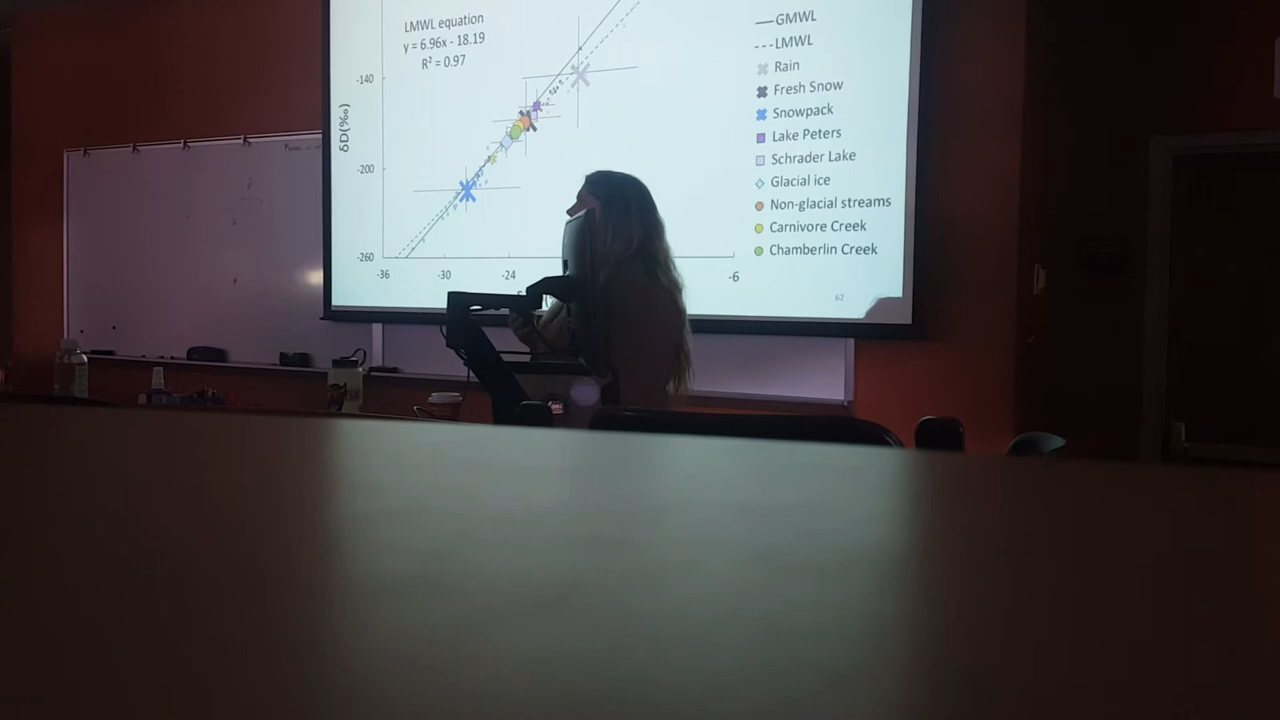 LMWL equation
y = 6.96x - 18.19
R² = 0.97
δD(‰)
-140
-200
-260
-36
-30
-24
-6
GMWL
LMWL
Rain
Fresh Snow
Snowpack
Lake Peters
Schrader Lake
Glacial ice
Non-glacial streams
Carnivore Creek
Chamberlin Creek
62